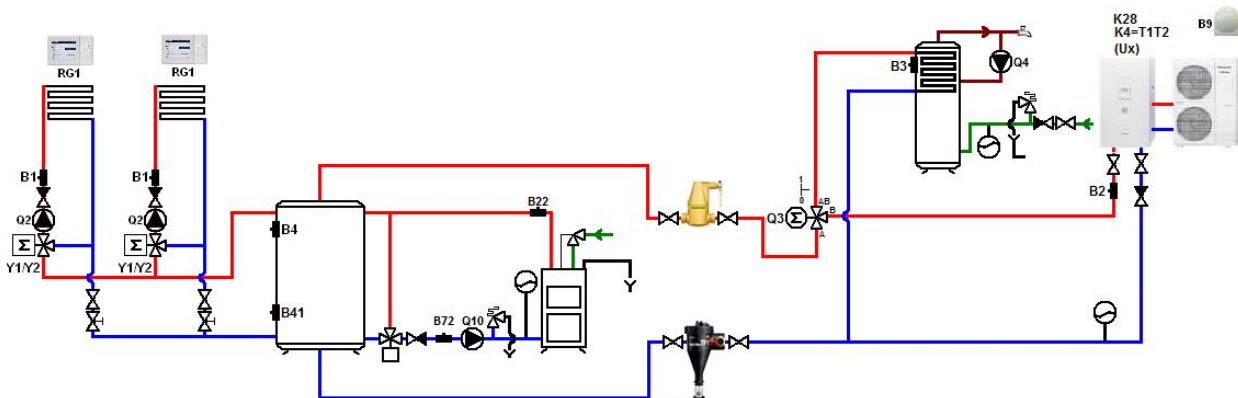 RG1
RG1
B1
B1
Q2
Q2
Y1/Y2
Y1/Y2
B4
B41
B22
B72
Q10
Q3
1
0
AB
B
A
B3
Q4
K28
K4=T1T2
(Ux)
B9
B2